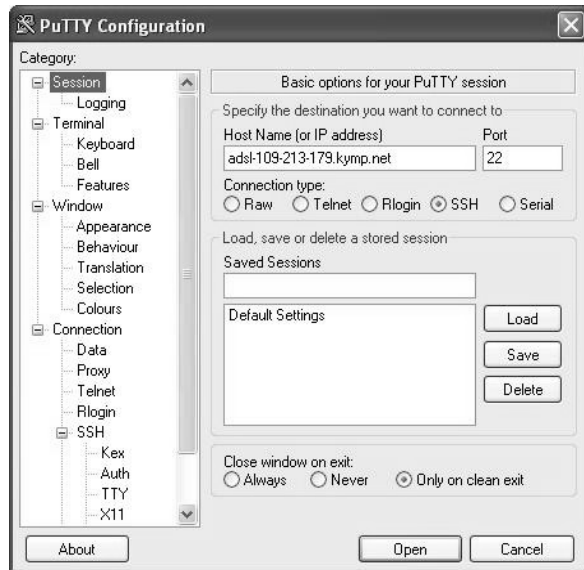 PuTTY Configuration
Category:
Session
Logging
Terminal
Keyboard
Bell
Features
Window
Appearance
Behaviour
Translation
Selection
Colours
Connection
Data
Proxy
Telnet
Rlogin
SSH
Kex
Auth
TTY
X11
Basic options for your PuTTY session
Specify the destination you want to connect to
Host Name (or IP address) Port
adsl-109-213-179.kymp.net 22
Connection type:
Raw Telnet Rlogin SSH Serial
Load, save or delete a stored session
Saved Sessions
Default Settings
Load
Save
Delete
Close window on exit:
Always Never Only on clean exit
About Open Cancel